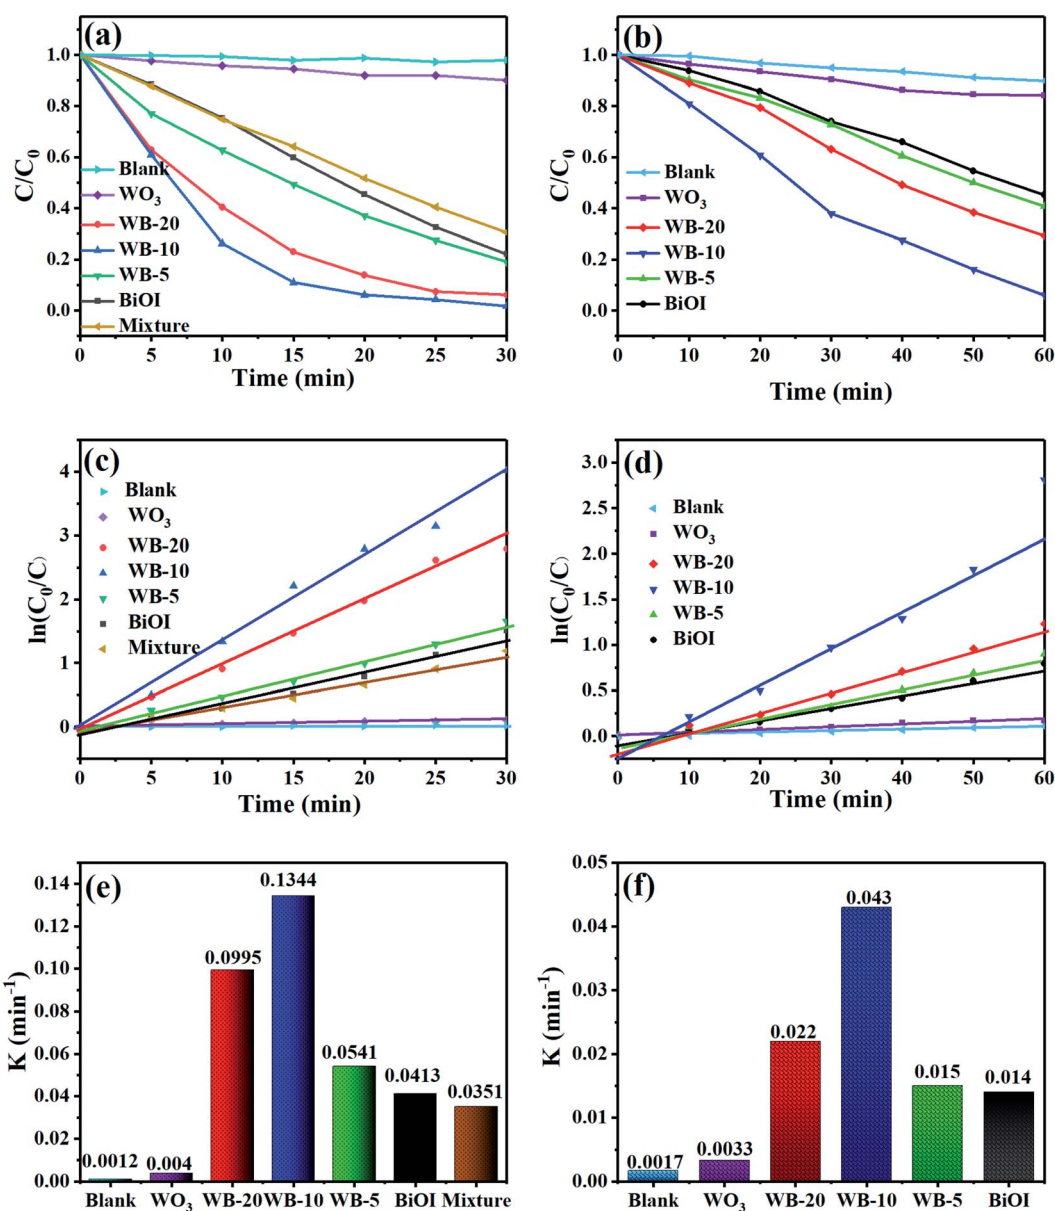 (a)
C/C0
1.0
0.8
0.6
0.4
0.2
0.0
Blank
WO3
WB-20
WB-10
WB-5
BiOI
Mixture
0 5 10 15 20 25 30
Time (min)
(b)
C/C0
1.0
0.8
0.6
0.4
0.2
0.0
Blank
WO3
WB-20
WB-10
WB-5
BiOI
0 10 20 30 40 50 60
Time (min)
(c)
ln(C0/C)
4
3
2
1
0
Blank
WO3
WB-20
WB-10
WB-5
BiOI
Mixture
0 5 10 15 20 25 30
Time (min)
(d)
ln(C0/C)
3.0
2.5
2.0
1.5
1.0
0.5
0.0
Blank
WO3
WB-20
WB-10
WB-5
BiOI
0 10 20 30 40 50 60
Time (min)
(e)
K (min-1)
0.14
0.12
0.10
0.08
0.06
0.04
0.02
0.00
0.0012
0.004
0.0995
0.1344
0.0541
0.0413
0.0351
Blank WO3 WB-20 WB-10 WB-5 BiOI Mixture
(f)
K (min-1)
0.05
0.04
0.03
0.02
0.01
0.00
0.0017
0.0033
0.022
0.043
0.015
0.014
Blank WO3 WB-20 WB-10 WB-5 BiOI